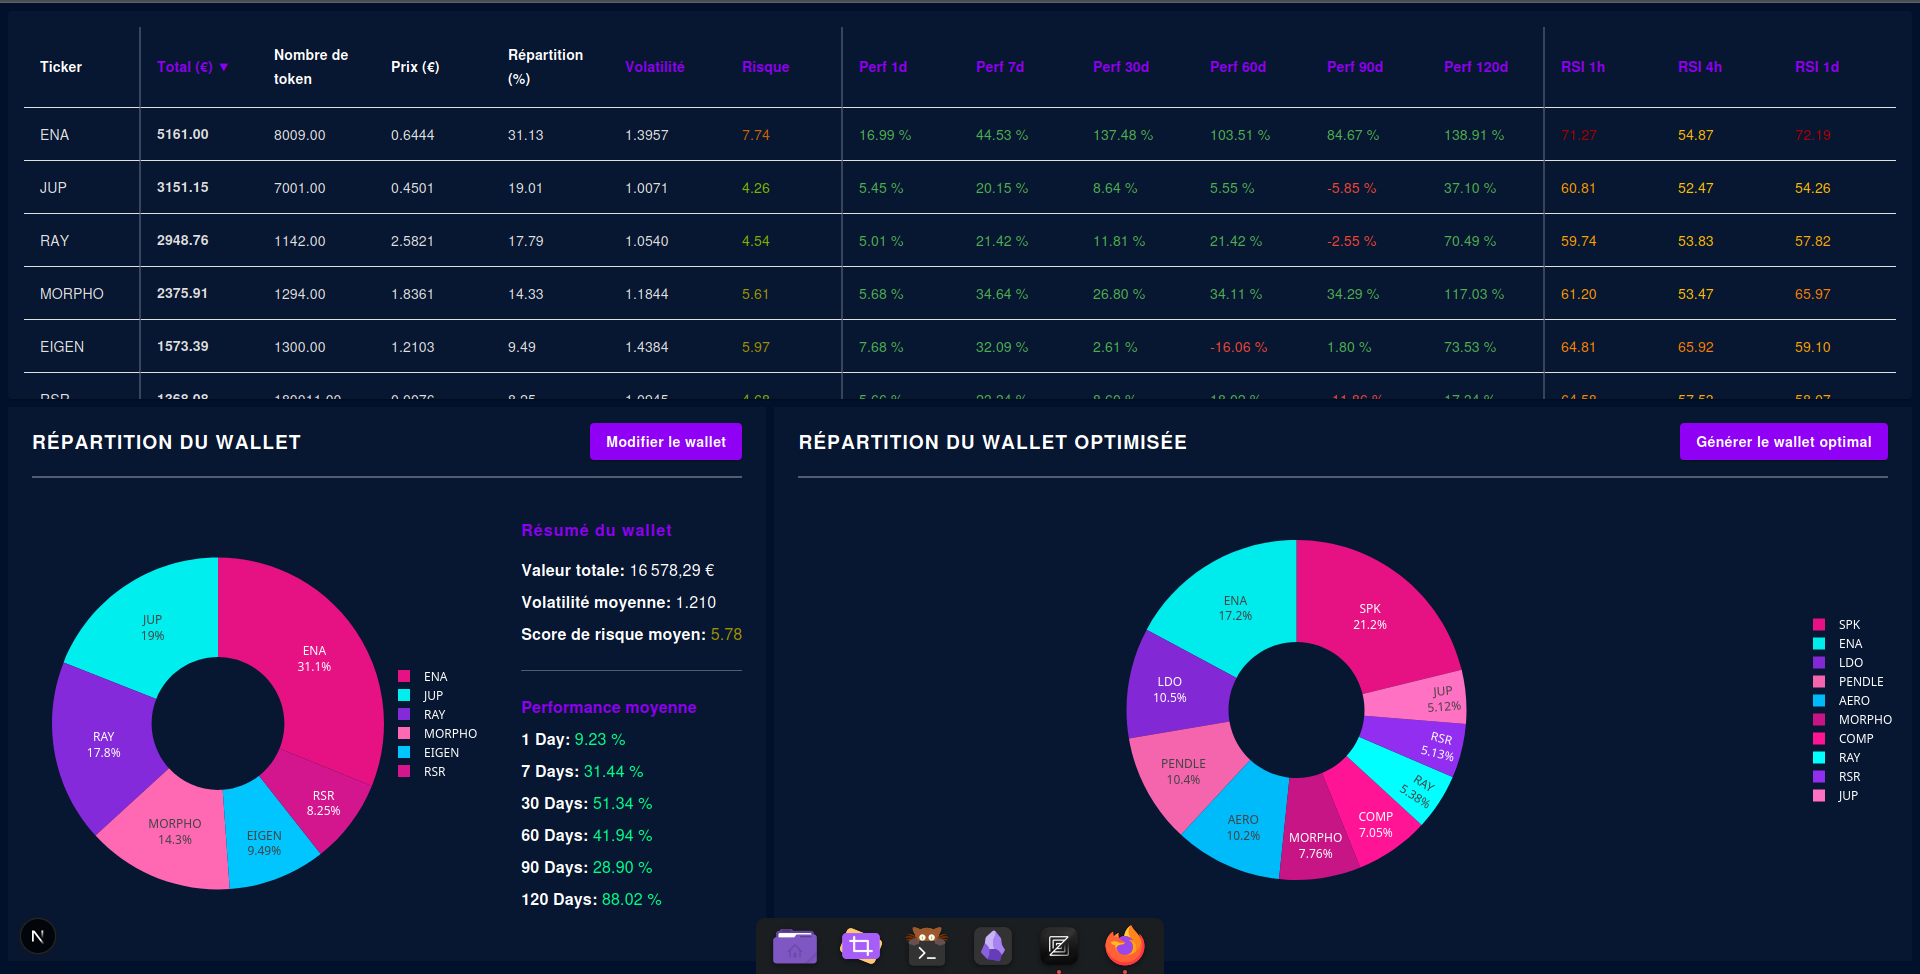 Ticker Total (€) ▼ Nombre de token Prix (€) Répartition (%) Volatilité Risque Perf 1d Perf 7d Perf 30d Perf 60d Perf 90d Perf 120d RSI 1h RSI 4h RSI 1d
ENA 5161.00 8009.00 0.6444 31.13 1.3957 7.74 16.99 % 44.53 % 137.48 % 103.51 % 84.67 % 138.91 % 71.27 54.87 72.19
JUP 3151.15 7001.00 0.4501 19.01 1.0071 4.26 5.45 % 20.15 % 8.64 % 5.55 % -5.85 % 37.10 % 60.81 52.47 54.26
RAY 2948.76 1142.00 2.5821 17.79 1.0540 4.54 5.01 % 21.42 % 11.81 % 21.42 % -2.55 % 70.49 % 59.74 53.83 57.82
MORPHO 2375.91 1294.00 1.8361 14.33 1.1844 5.61 5.68 % 34.64 % 26.80 % 34.11 % 34.29 % 117.03 % 61.20 53.47 65.97
EIGEN 1573.39 1300.00 1.2103 9.49 1.4384 5.97 7.68 % 32.09 % 2.61 % -16.06 % 1.80 % 73.53 % 64.81 65.92 59.10
RSR
RÉPARTITION DU WALLET
Modifier le wallet
JUP
19%
ENA
31.1%
RAY
17.8%
RSR
8.25%
MORPHO
14.3%
EIGEN
9.49%
ENA
JUP
RAY
MORPHO
EIGEN
RSR
Résumé du wallet
Valeur totale: 16 578,29 €
Volatilité moyenne: 1.210
Score de risque moyen: 5.78
Performance moyenne
1 Day: 9.23 %
7 Days: 31.44 %
30 Days: 51.34 %
60 Days: 41.94 %
90 Days: 28.90 %
120 Days: 88.02 %
RÉPARTITION DU WALLET OPTIMISÉE
Générer le wallet optimal
ENA
17.2%
SPK
21.2%
LDO
10.5%
JUP
5.12%
RSR
5.13%
PENDLE
10.4%
RAY
5.38%
AERO
10.2%
COMP
7.05%
MORPHO
7.76%
SPK
ENA
LDO
PENDLE
AERO
MORPHO
COMP
RAY
RSR
JUP
N